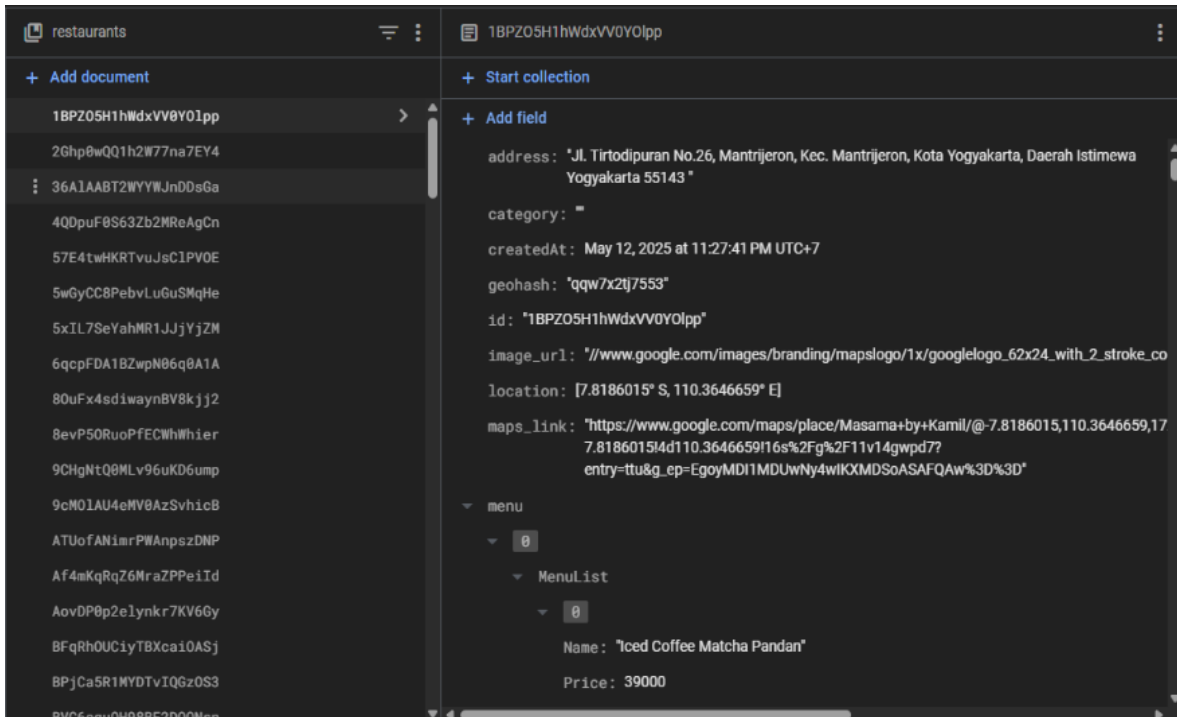 restaurants
+ Add document
1BPZO5H1hWdxVV0YOlpp
2Ghp0wQQ1h2W77na7EY4
36AlAABT2WYYWJnDDsGa
4QDpuF0S63Zb2MReAgCn
57E4twHKRTvuJsClPVOE
5wGyCC8PebvLuGuSMqHe
5xIL7SeYahMR1JJjYjZM
6qcpFDA1BZwpN06q0A1A
8OuFx4sdiwaynBV8kjj2
8evP5ORuoPfECWhWhier
9CHgNtQ0MLv96uKD6ump
9cMOlAU4eMV0AzSvhicB
ATUofANimrPWAnpszDNP
Af4mKqRqZ6MraZPPeiId
AovDP0p2elynkr7KV6Gy
BFqRhOUCiyTBXcaiOASj
BPjCa5R1MYDTvIQGzOS3
1BPZO5H1hWdxVV0YOlpp
+ Start collection
+ Add field
address: "Jl. Tirtodipuran No.26, Mantrijeron, Kec. Mantrijeron, Kota Yogyakarta, Daerah Istimewa
Yogyakarta 55143 "
category: ""
createdAt: May 12, 2025 at 11:27:41 PM UTC+7
geohash: "qqw7x2tj7553"
id: "1BPZO5H1hWdxVV0YOlpp"
image_url: "//www.google.com/images/branding/mapslogo/1x/googlelogo_62x24_with_2_stroke_co
location: [7.8186015° S, 110.3646659° E]
maps_link: "https://www.google.com/maps/place/Masama+by+Kamil/@-7.8186015,110.3646659,17
7.8186015!4d110.3646659!16s%2Fg%2F11v14gwpd7?
entry=ttu&g_ep=EgoyMDI1MDUwNy4wIKXMDSoASAFQAw%3D%3D"
menu
0
MenuList
0
Name: "Iced Coffee Matcha Pandan"
Price: 39000